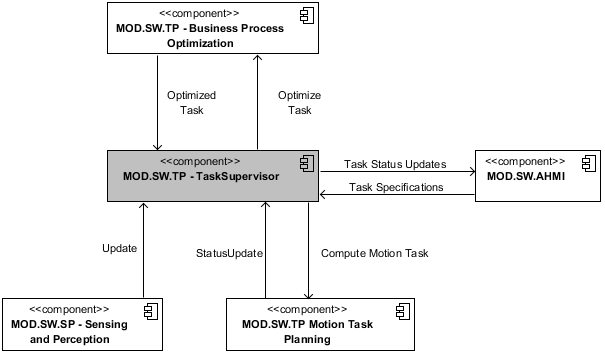 <<component>>
MOD.SW.TP - Business Process
Optimization
Optimized
Task
Optimize
Task
<<component>>
MOD.SW.TP - TaskSupervisor
Task Status Updates
Task Specifications
<<component>>
MOD.SW.AHMI
Update
StatusUpdate
Compute Motion Task
<<component>>
MOD.SW.SP - Sensing
and Perception
<<component>>
MOD.SW.TP Motion Task
Planning